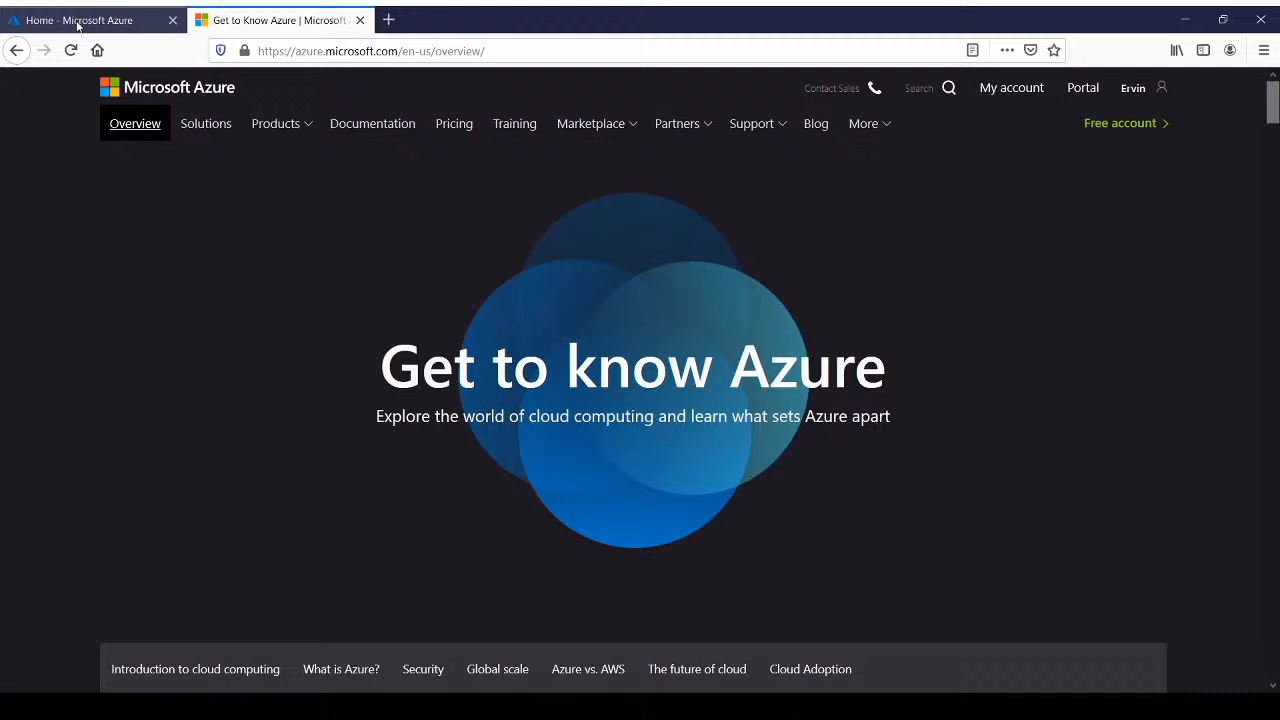 Home - Microsoft Azure
Get to Know Azure | Microsoft
https://azure.microsoft.com/en-us/overview/
Microsoft Azure
Contact Sales
Search
My account
Portal
Ervin
Overview
Solutions
Products
Documentation
Pricing
Training
Marketplace
Partners
Support
Blog
More
Free account
Get to know Azure
Explore the world of cloud computing and learn what sets Azure apart
Introduction to cloud computing
What is Azure?
Security
Global scale
Azure vs. AWS
The future of cloud
Cloud Adoption